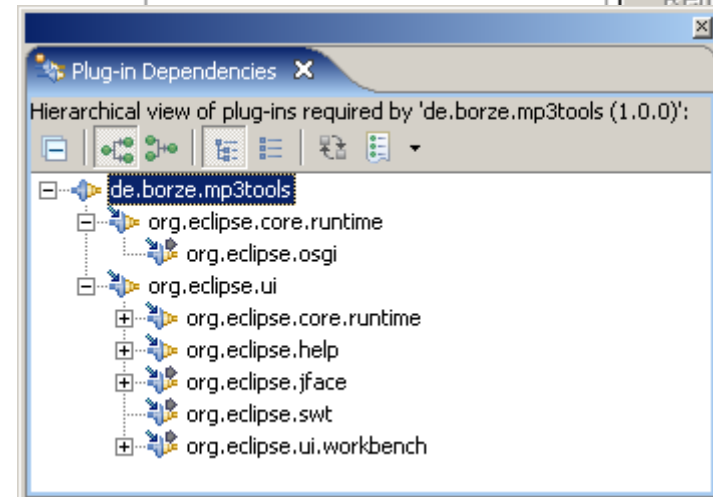 Plug-in Dependencies
Hierarchical view of plug-ins required by 'de.borze.mp3tools (1.0.0)':
de.borze.mp3tools
org.eclipse.core.runtime
org.eclipse.osgi
org.eclipse.ui
org.eclipse.core.runtime
org.eclipse.help
org.eclipse.jface
org.eclipse.swt
org.eclipse.ui.workbench